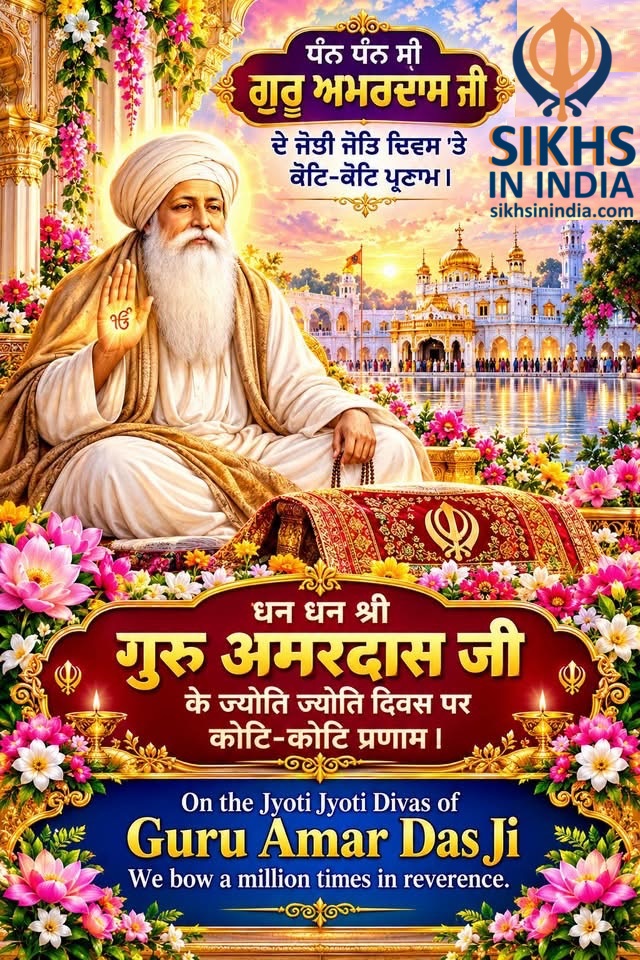 ਧੰਨ ਧੰਨ ਸ੍ਰੀ
ਗੁਰੂ ਅਮਰਦਾਸ ਜੀ
ਦੇ ਜੋਤੀ ਜੋਤਿ ਦਿਵਸ 'ਤੇ
ਕੋਟਿ-ਕੋਟਿ ਪ੍ਰਣਾਮ।
SIKHS
IN INDIA
sikhsinindia.com
ੴ
धन धन श्री
गुरु अमरदास जी
के ज्योति ज्योति दिवस पर
कोटि-कोटि प्रणाम।
On the Jyoti Jyoti Divas of
Guru Amar Das Ji
We bow a million times in reverence.